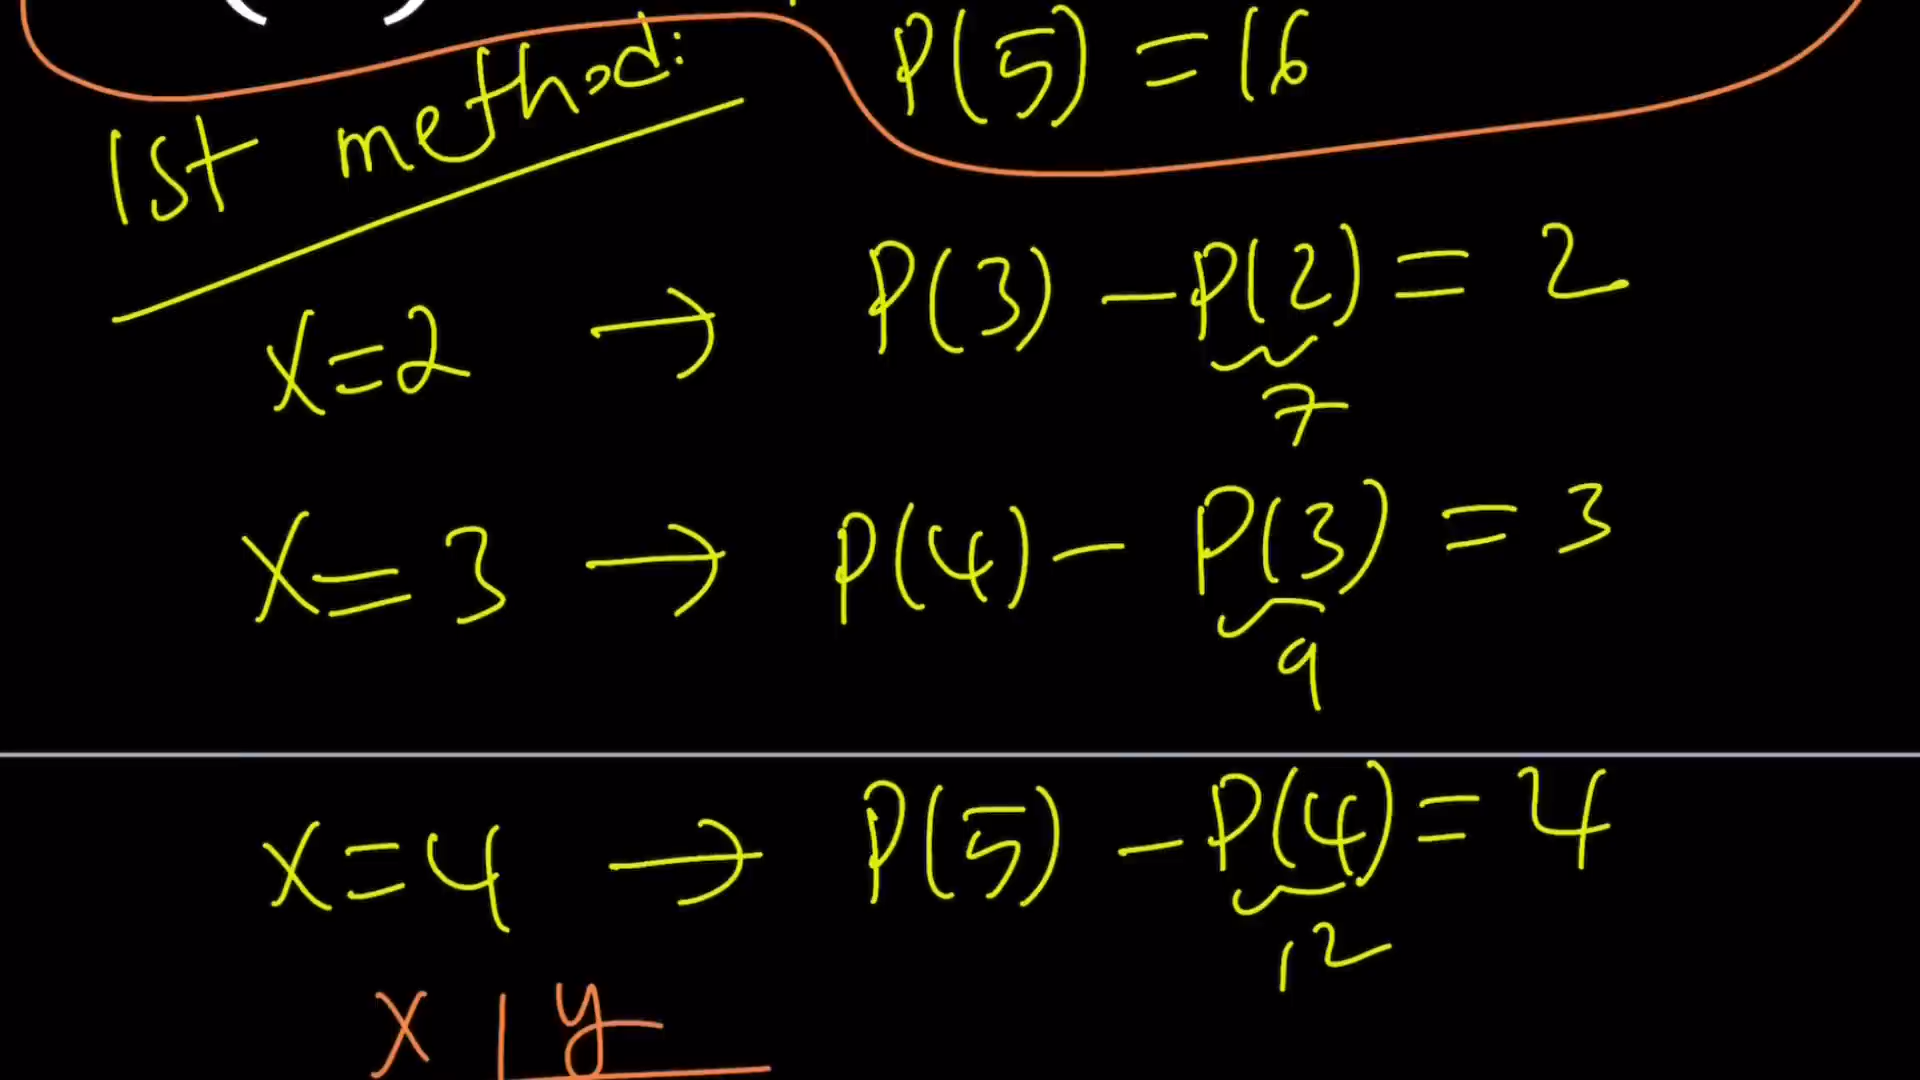 P(5) = 16
1st method:
x=2 → P(3) - P(2) = 2
7
x=3 → P(4) - P(3) = 3
9
x=4 → P(5) - P(4) = 4
12
x | y